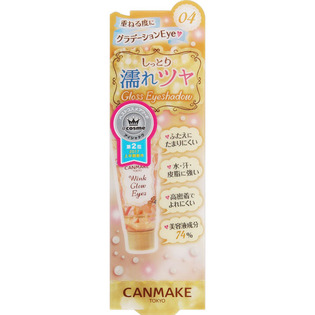 重ねる度に
グラデーションEye
04
しっとり
濡れツヤ
Gloss Eyeshadow
@cosme
第2位
CANMAKE
Wink
Glow
Eyes
ふたえに
たまりにくい
水・汗・
皮脂に強い
高密着で
よれにくい
美容液成分
74%
CANMAKE
TOKYO